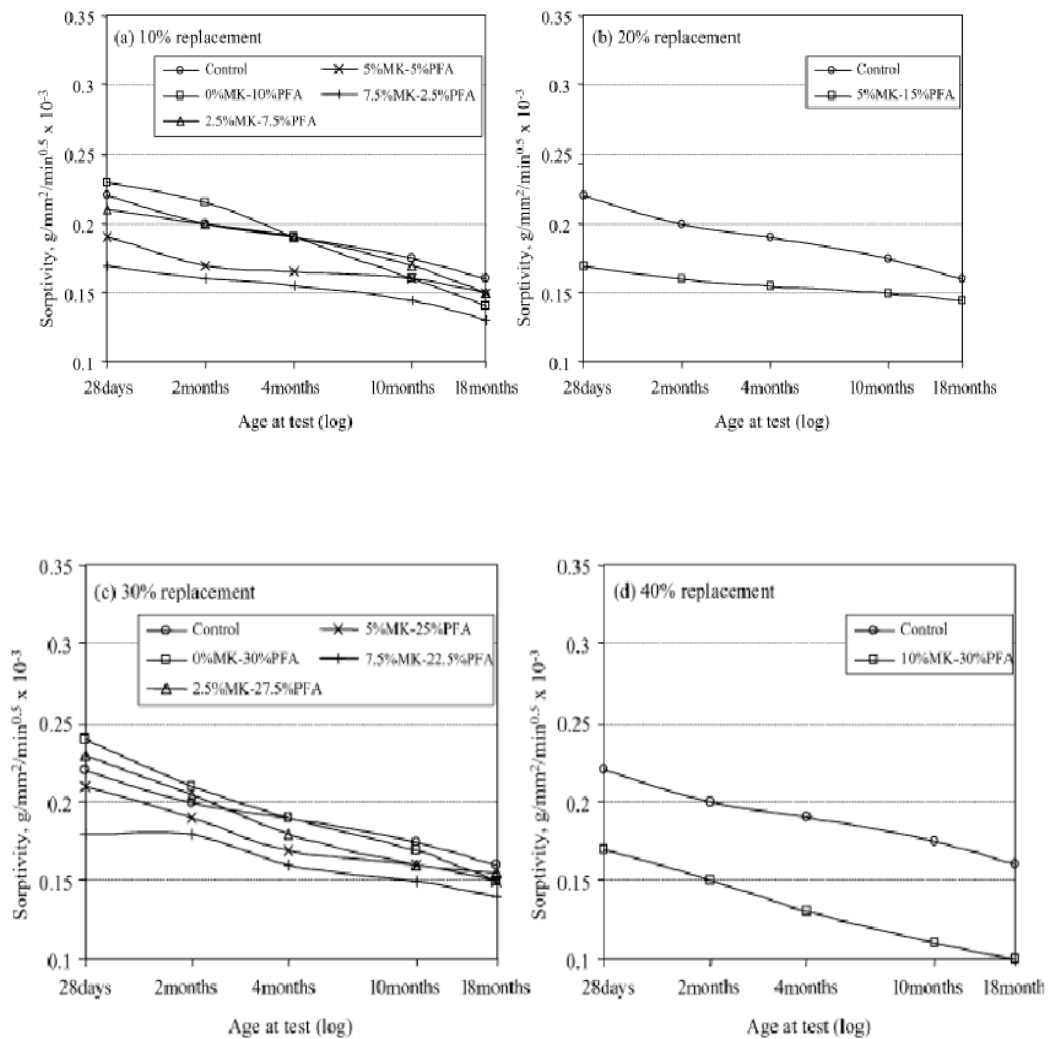 0.35
0.3
0.25
0.2
0.15
0.1
Sorptivity, g/mm²/min⁰·⁵ x 10⁻³
(a) 10% replacement
Control
0%MK-10%PFA
2.5%MK-7.5%PFA
5%MK-5%PFA
7.5%MK-2.5%PFA
28days 2months 4months 10months 18months
Age at test (log)
0.35
0.3
0.25
0.2
0.15
0.1
Sorptivity, g/mm²/min⁰·⁵ x 10⁻³
(b) 20% replacement
Control
5%MK-15%PFA
28days 2months 4months 10months 18months
Age at test (log)
0.35
0.3
0.25
0.2
0.15
0.1
Sorptivity, g/mm²/min⁰·⁵ x 10⁻³
(c) 30% replacement
Control
0%MK-30%PFA
2.5%MK-27.5%PFA
5%MK-25%PFA
7.5%MK-22.5%PFA
28days 2months 4months 10months 18months
Age at test (log)
0.35
0.3
0.25
0.2
0.15
0.1
Sorptivity, g/mm²/min⁰·⁵ x 10⁻³
(d) 40% replacement
Control
10%MK-30%PFA
28days 2months 4months 10months 18month
Age at test (log)